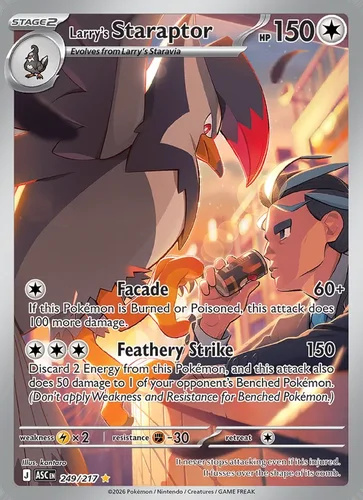 STAGE2
Larry's Staraptor
HP 150
Evolves from Larry's Staravia
Facade 60+
If this Pokémon is Burned or Poisoned, this attack does
100 more damage.
Feathery Strike 150
Discard 2 Energy from this Pokémon, and this attack also
does 50 damage to 1 of your opponent's Benched Pokémon.
(Don't apply Weakness and Resistance for Benched Pokémon.)
weakness ×2 resistance -30 retreat
Illus. kantaro
J ASC EN 249/217
It never stops attacking even if it is injured.
It fusses over the shape of its comb.
©2026 Pokémon / Nintendo / Creatures / GAME FREAK